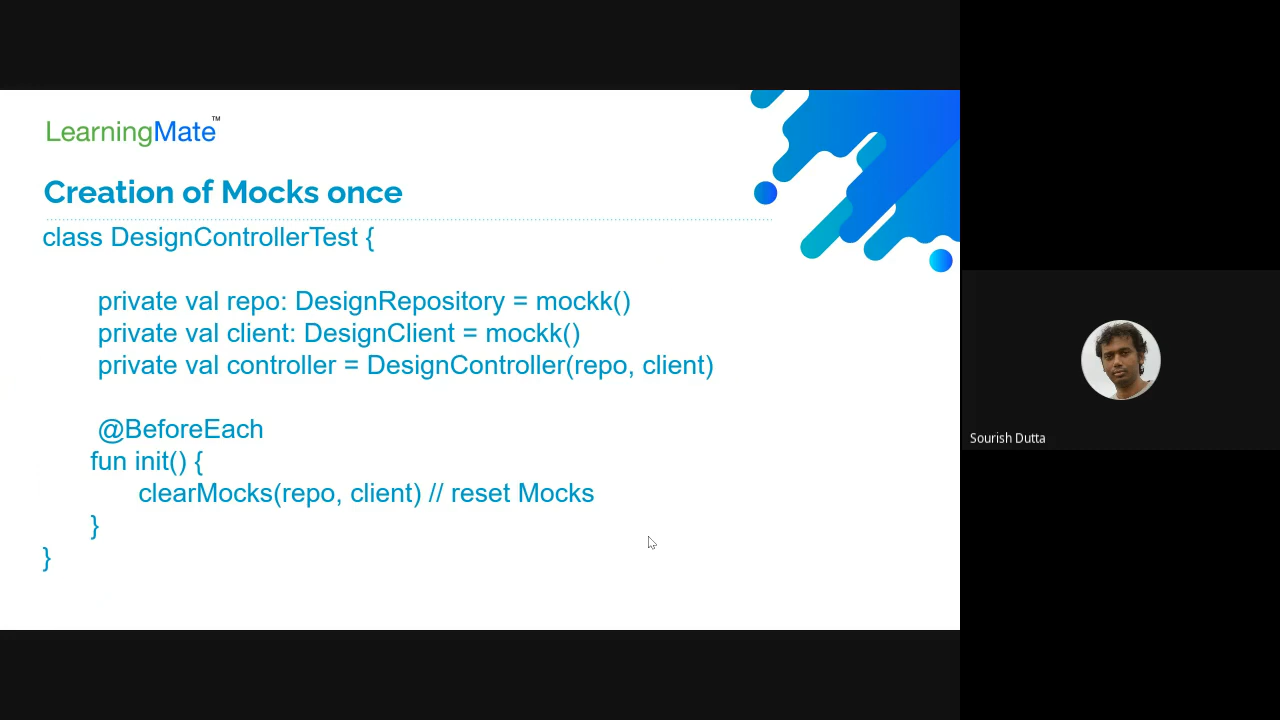 LearningMate™
Creation of Mocks once
class DesignControllerTest {
private val repo: DesignRepository = mockk()
private val client: DesignClient = mockk()
private val controller = DesignController(repo, client)
@BeforeEach
fun init() {
clearMocks(repo, client) // reset Mocks
}
}
Sourish Dutta